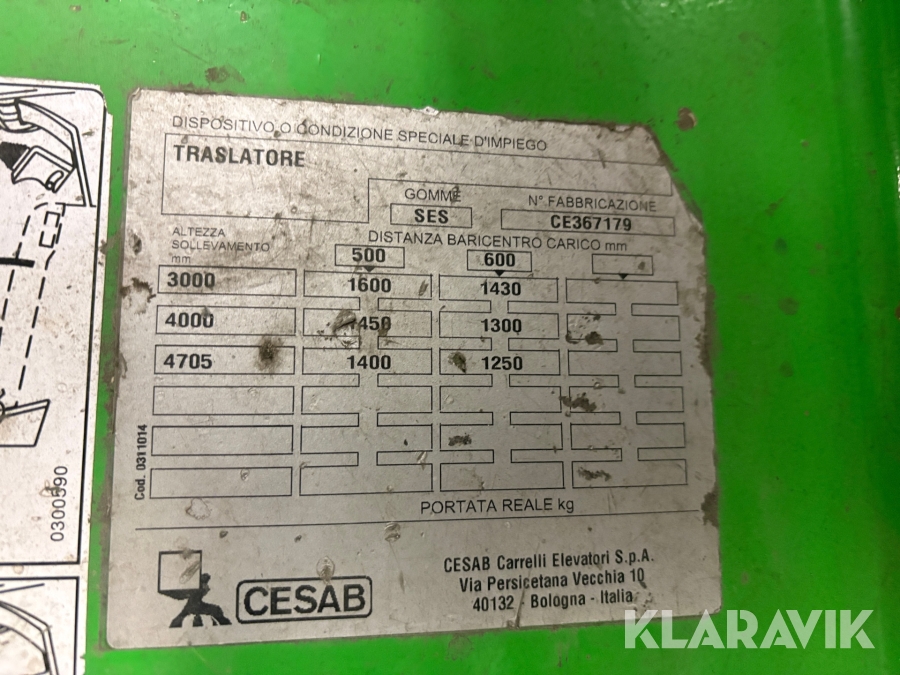 DISPOSITIVO O CONDIZIONE SPECIALE D'IMPIEGO
TRASLATORE
GOMME
N° FABBRICAZIONE
SES
CE367179
ALTEZZA
SOLLEVAMENTO
mm
DISTANZA BARICENTRO CARICO mm
500 600
3000 1600 1430
4000 1450 1300
4705 1400 1250
Cod. 0311014
PORTATA REALE kg
CESAB
CESAB Carrelli Elevatori S.p.A.
Via Persicetana Vecchia 10
40132 - Bologna - Italia
0300590
KLARAVIK